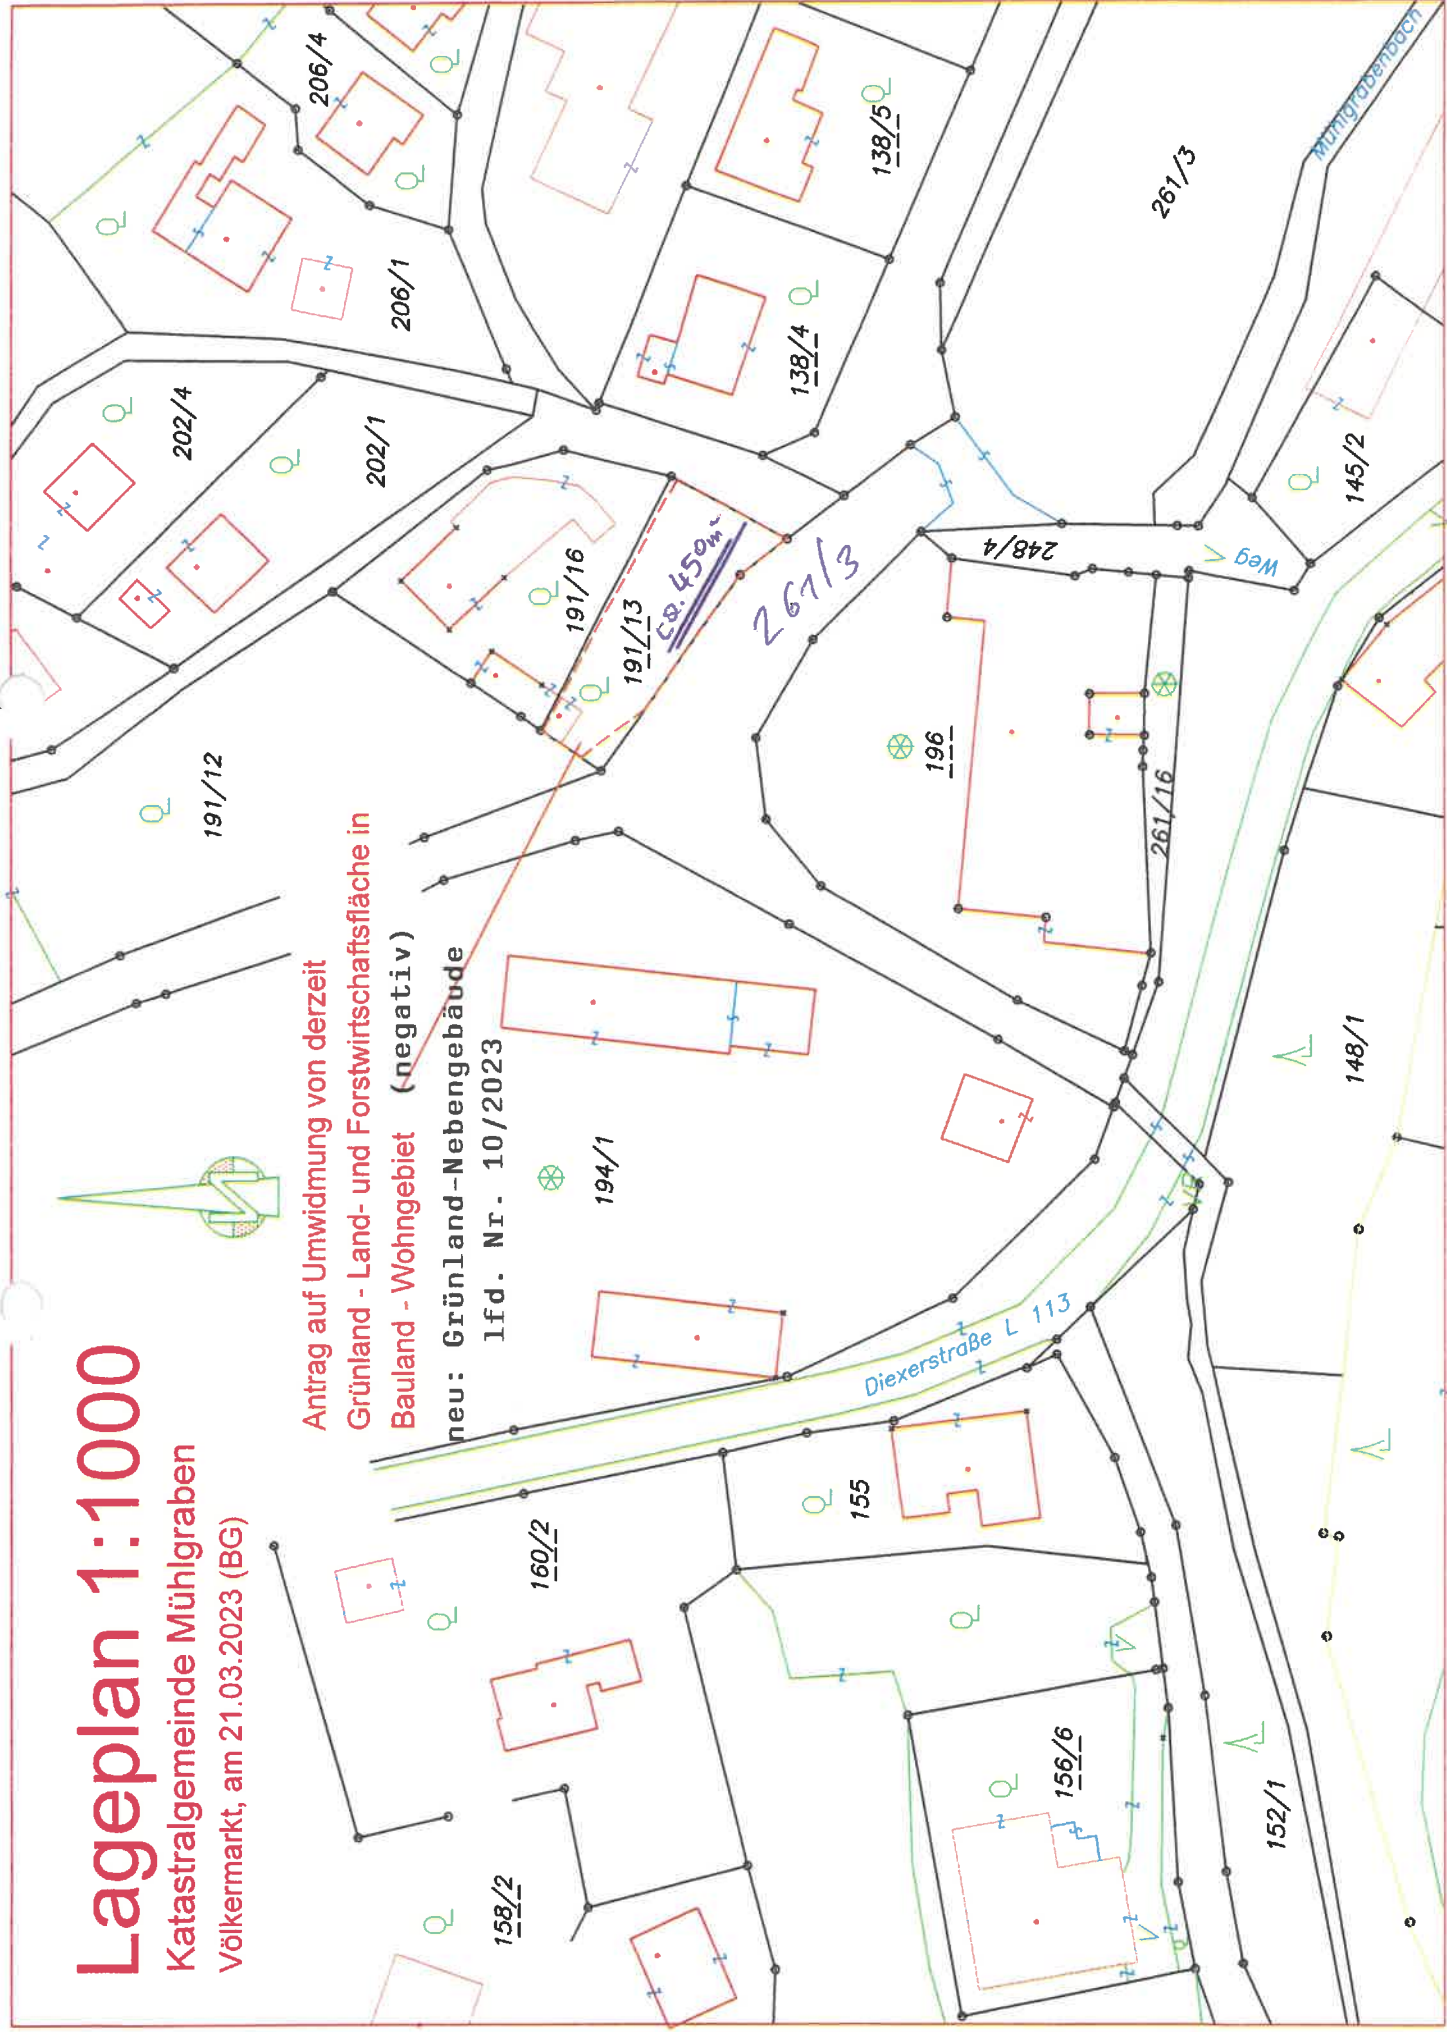 Lageplan 1:1000
Katastralgemeinde Mühlgraben
Völkermarkt, am 21.03.2023 (BG)
Antrag auf Umwidmung von derzeit
Grünland - Land- und Forstwirtschaftsfläche in
Bauland - Wohngebiet (negativ)
neu: Grünland-Nebengebäude
lfd. Nr. 10/2023
206/4
206/1
202/4
202/1
191/12
191/16
191/13
ca. 450m²
261/3
138/5
138/4
261/3
Mühlgrabenbach
145/2
248/4
Weg
196
261/16
194/1
148/1
Diexerstraße L 113
160/2
155
158/2
156/6
152/1